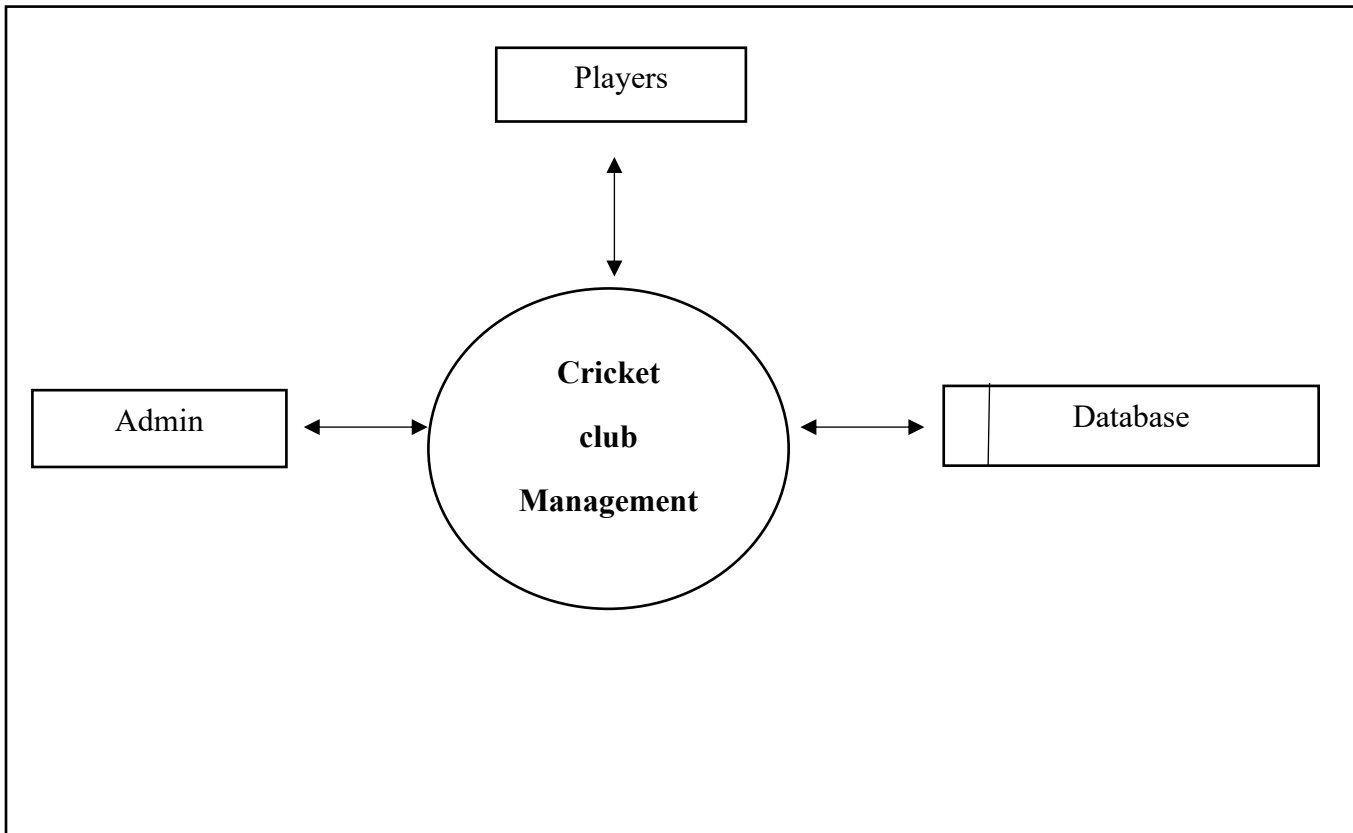 Players
Admin
Cricket
club
Management
Database